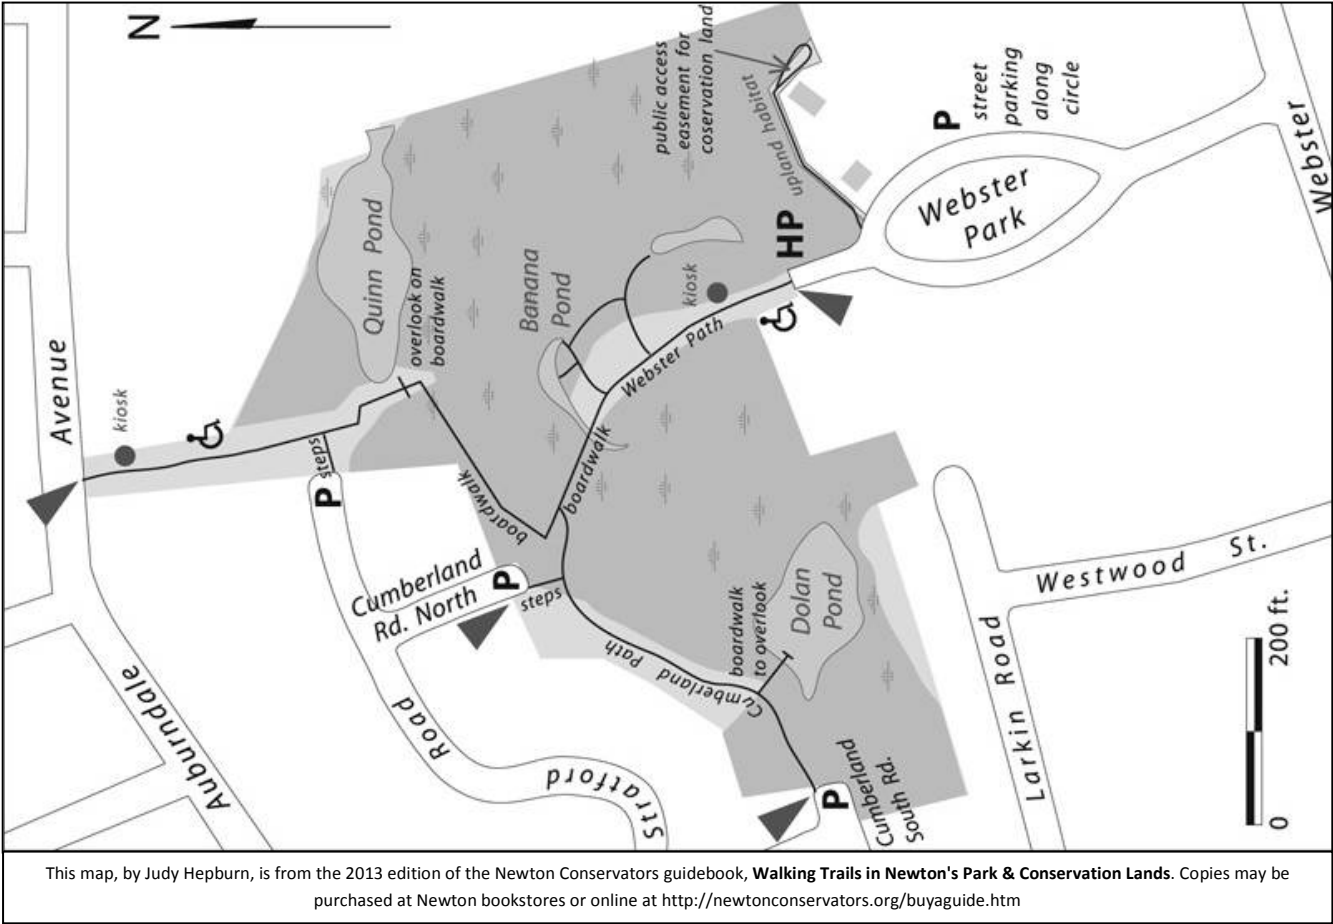 N
public access
easement for
coservation land
upland habitat
P
street
parking
along
circle
Webster
Park
Webster
HP
kiosk
Webster Path
Banana
Pond
Quinn Pond
overlook on
boardwalk
Avenue
kiosk
steps
P
boardwalk
boardwalk
Cumberland
Rd. North
P
steps
Cumberland Path
boardwalk
to overlook
Dolan
Pond
Auburndale
Road
Stratford
P
Cumberland
South Rd.
Larkin Road
Westwood St.
0
200 ft.
This map, by Judy Hepburn, is from the 2013 edition of the Newton Conservators guidebook, Walking Trails in Newton's Park & Conservation Lands. Copies may be
purchased at Newton bookstores or online at http://newtonconservators.org/buyaguide.htm